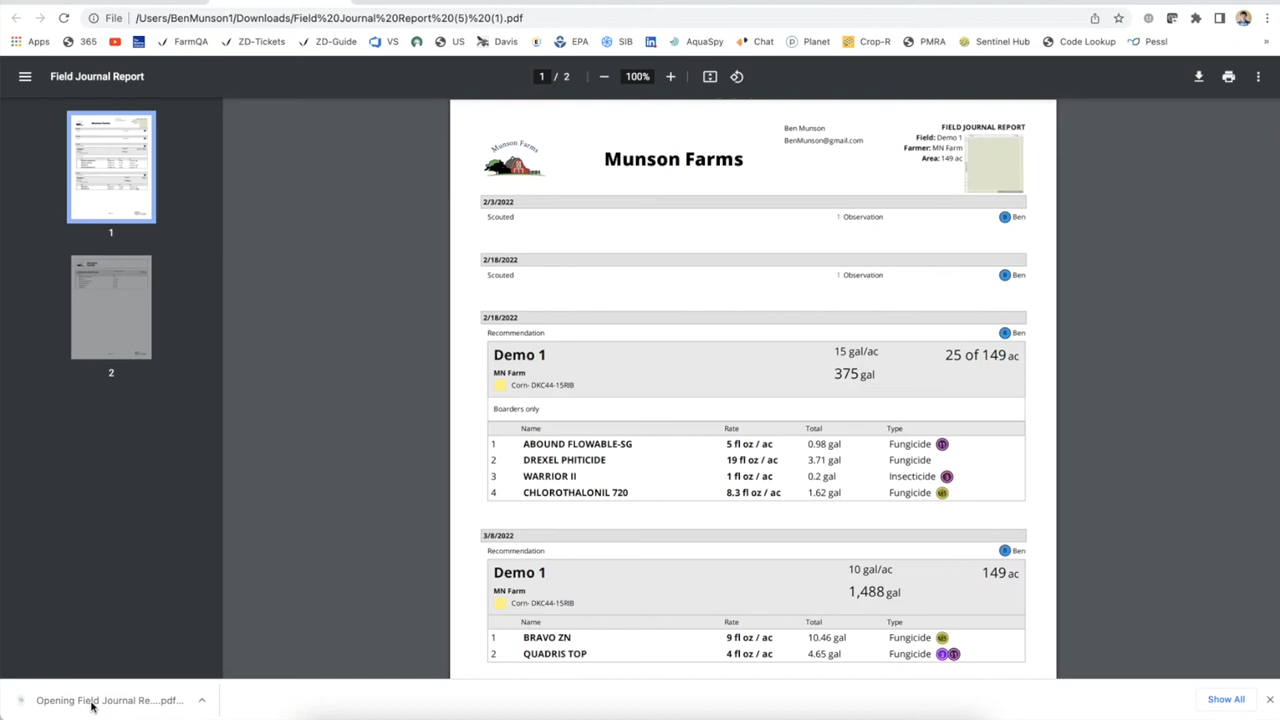 File /Users/BenMunson1/Downloads/Field%20Journal%20Report%20(5)%20(1).pdf
Apps 365 FarmQA ZD-Tickets ZD-Guide VS US Davis EPA SIB AquaSpy Chat Planet Crop-R PMRA Sentinel Hub Code Lookup Pessl »
Field Journal Report 1 / 2 100%
1
2
Munson Farms
Munson Farms
Ben Munson
BenMunson@gmail.com
FIELD JOURNAL REPORT
Field: Demo 1
Farmer: MN Farm
Area: 149 ac
2/3/2022
Scouted 1 Observation B Ben
2/18/2022
Scouted 1 Observation B Ben
2/18/2022
Recommendation B Ben
Demo 1 15 gal/ac 25 of 149 ac
MN Farm 375 gal
Corn- DKC44-15RIB
Boarders only
Name Rate Total Type
1 ABOUND FLOWABLE-SG 5 fl oz / ac 0.98 gal Fungicide 11
2 DREXEL PHITICIDE 19 fl oz / ac 3.71 gal Fungicide
3 WARRIOR II 1 fl oz / ac 0.2 gal Insecticide 3
4 CHLOROTHALONIL 720 8.3 fl oz / ac 1.62 gal Fungicide M5
3/8/2022
Recommendation B Ben
Demo 1 10 gal/ac 149 ac
MN Farm 1,488 gal
Corn- DKC44-15RIB
Name Rate Total Type
1 BRAVO ZN 9 fl oz / ac 10.46 gal Fungicide M5
2 QUADRIS TOP 4 fl oz / ac 4.65 gal Fungicide 3 11
Opening Field Journal Re....pdf... Show All